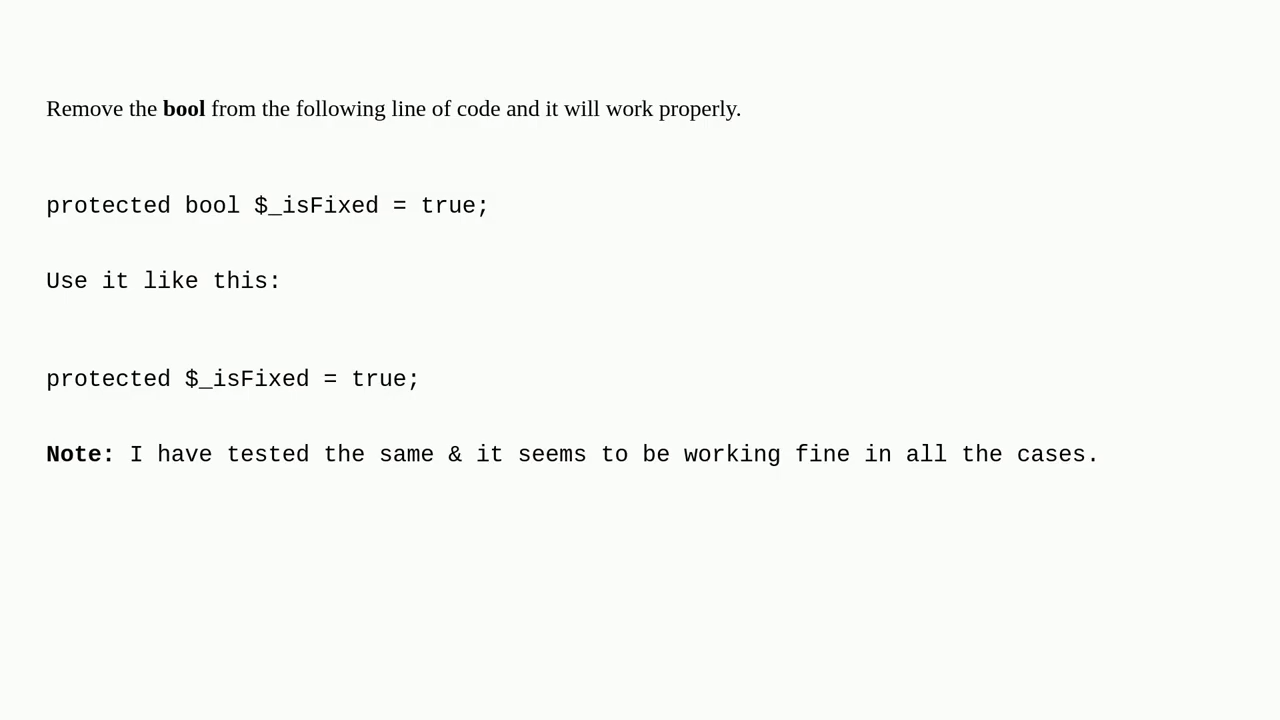 Remove the bool from the following line of code and it will work properly.
protected bool $_isFixed = true;
Use it like this:
protected $_isFixed = true;
Note: I have tested the same & it seems to be working fine in all the cases.